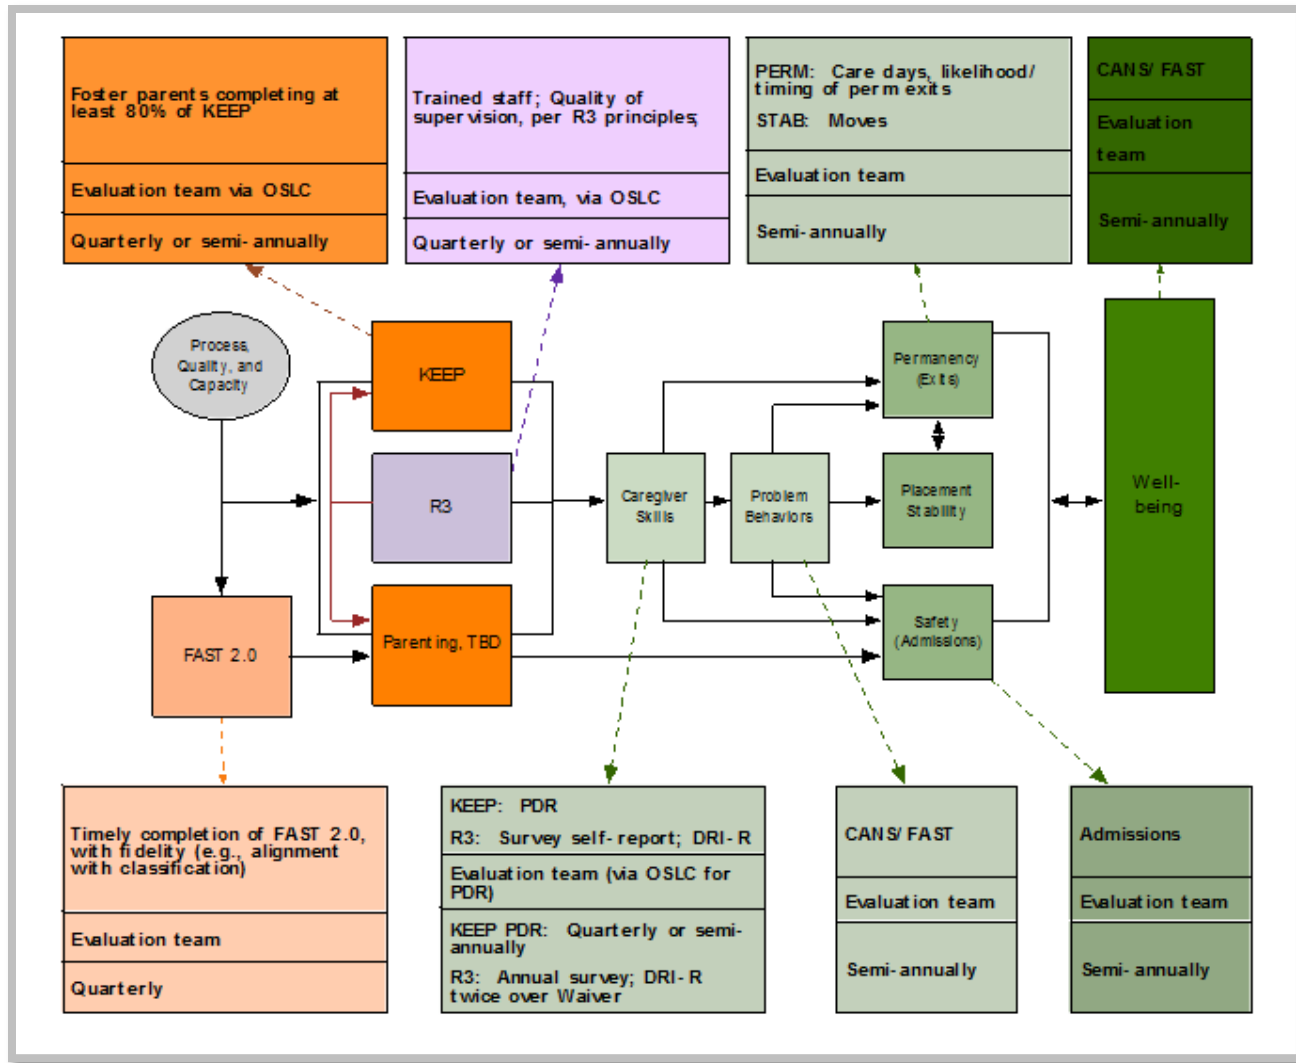 Foster parents completing at
least 80% of KEEP
Evaluation team via OSLC
Quarterly or semi-annually
Trained staff; Quality of
supervision, per R3 principles;
Evaluation team, via OSLC
Quarterly or semi-annually
PERM: Care days, likelihood/
timing of perm exits
STAB: Moves
Evaluation team
Semi-annually
CANS/ FAST
Evaluation
team
Semi-annually
Process,
Quality, and
Capacity
KEEP
R3
Parenting, TBD
FAST 2.0
Caregiver
Skills
Problem
Behaviors
Permanency
(Exits)
Placement
Stability
Safety
(Admissions)
Well-
being
Timely completion of FAST 2.0,
with fidelity (e.g., alignment
with classification)
Evaluation team
Quarterly
KEEP: PDR
R3: Survey self-report; DRI-R
Evaluation team (via OSLC for
PDR)
KEEP PDR: Quarterly or semi-
annually
R3: Annual survey; DRI-R
twice over Waiver
CANS/ FAST
Evaluation team
Semi-annually
Admissions
Evaluation team
Semi-annually